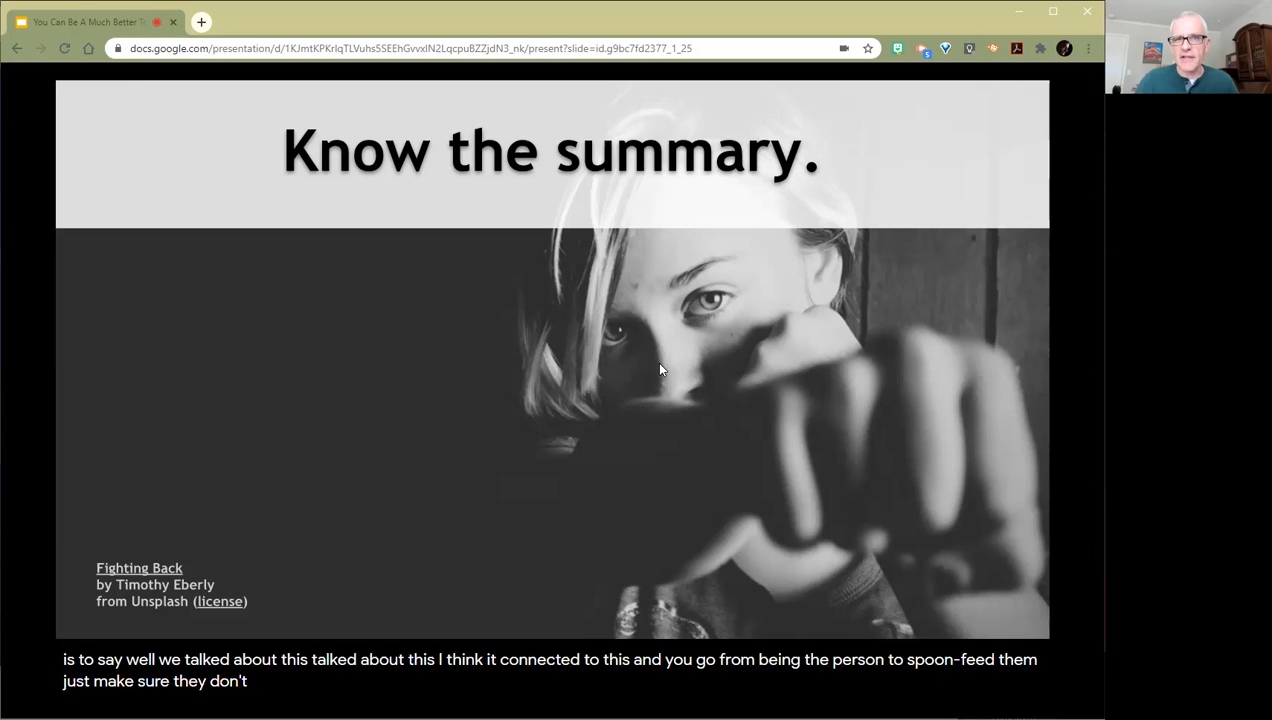 You Can Be A Much Better T
docs.google.com/presentation/d/1KJmtKPKrIqTLVuhs5SEEhGvvxIN2LqcpuBZZjdN3_nk/present?slide=id.g9bc7fd2377_1_25
5
Know the summary.
Fighting Back
by Timothy Eberly
from Unsplash (license)
is to say well we talked about this talked about this I think it connected to this and you go from being the person to spoon-feed them
just make sure they don't